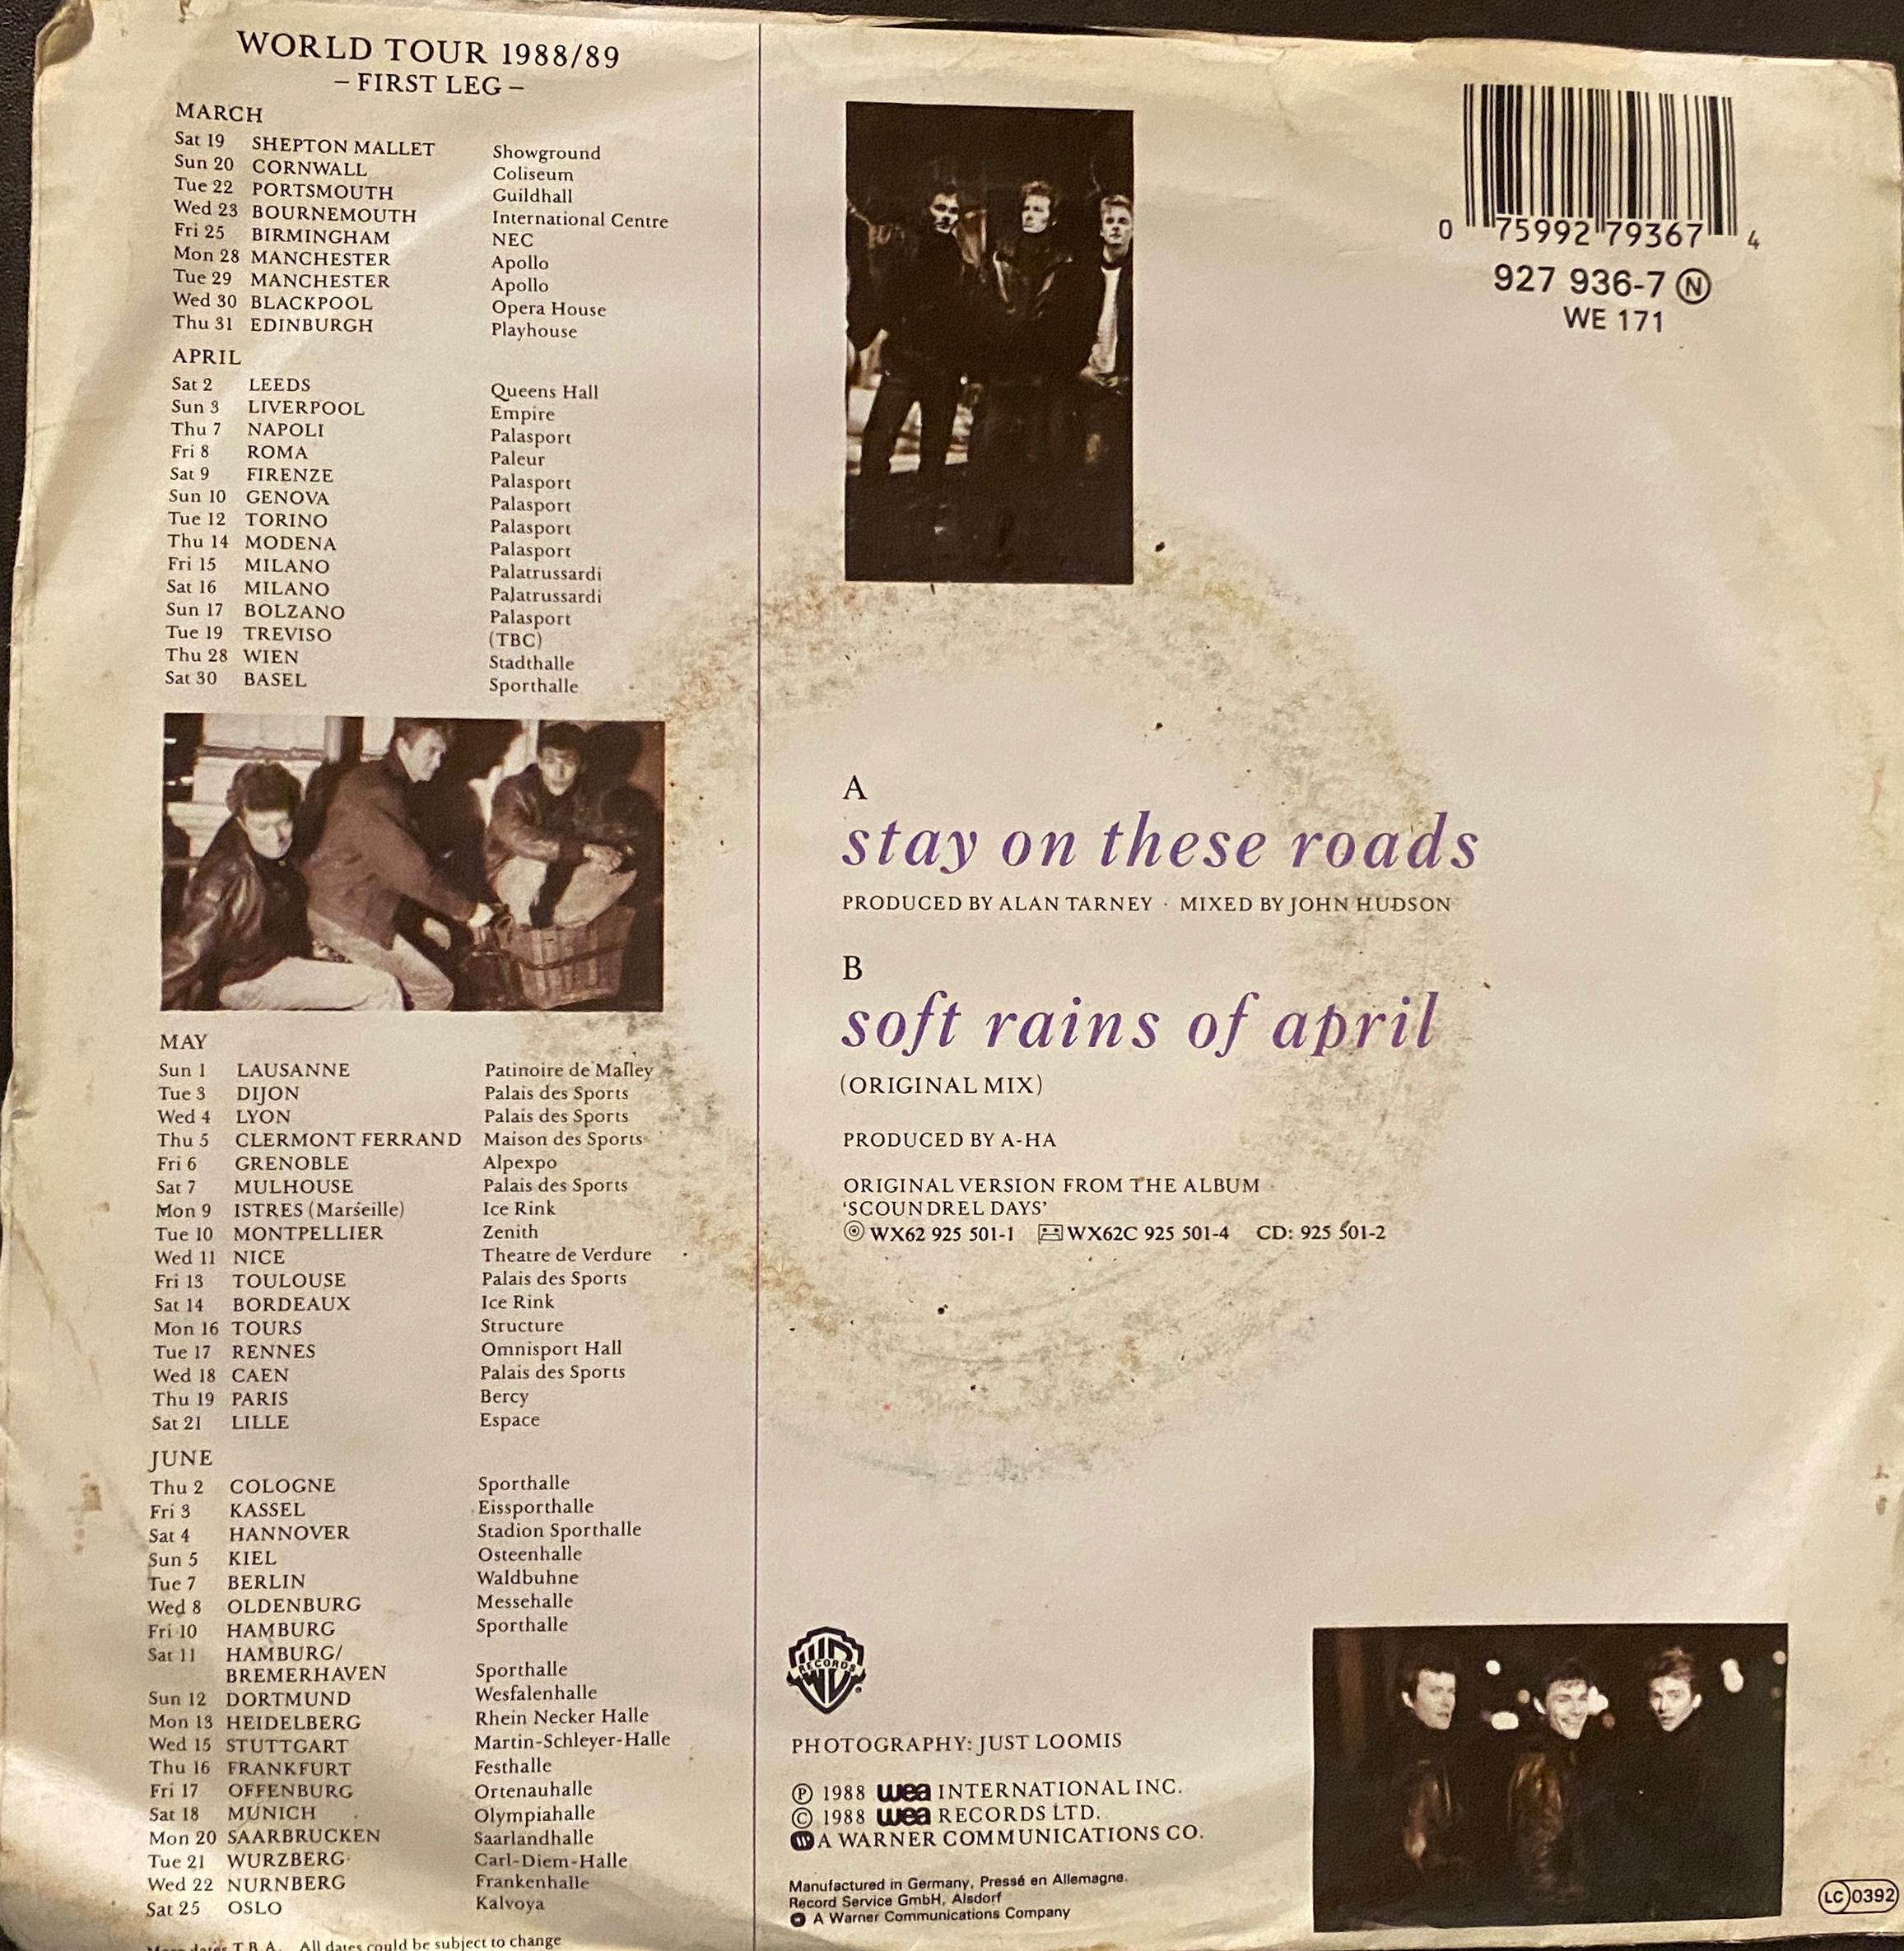 WORLD TOUR 1988/89
– FIRST LEG –
MARCH
Sat 19 SHEPTON MALLET Showground
Sun 20 CORNWALL Coliseum
Tue 22 PORTSMOUTH Guildhall
Wed 23 BOURNEMOUTH International Centre
Fri 25 BIRMINGHAM NEC
Mon 28 MANCHESTER Apollo
Tue 29 MANCHESTER Apollo
Wed 30 BLACKPOOL Opera House
Thu 31 EDINBURGH Playhouse
APRIL
Sat 2 LEEDS Queens Hall
Sun 3 LIVERPOOL Empire
Thu 7 NAPOLI Palasport
Fri 8 ROMA Paleur
Sat 9 FIRENZE Palasport
Sun 10 GENOVA Palasport
Tue 12 TORINO Palasport
Thu 14 MODENA Palasport
Fri 15 MILANO Palatrussardi
Sat 16 MILANO Palatrussardi
Sun 17 BOLZANO Palasport
Tue 19 TREVISO (TBC)
Thu 28 WIEN Stadthalle
Sat 30 BASEL Sporthalle
MAY
Sun 1 LAUSANNE Patinoire de Malley
Tue 3 DIJON Palais des Sports
Wed 4 LYON Palais des Sports
Thu 5 CLERMONT FERRAND Maison des Sports
Fri 6 GRENOBLE Alpexpo
Sat 7 MULHOUSE Palais des Sports
Mon 9 ISTRES (Marseille) Ice Rink
Tue 10 MONTPELLIER Zenith
Wed 11 NICE Theatre de Verdure
Fri 13 TOULOUSE Palais des Sports
Sat 14 BORDEAUX Ice Rink
Mon 16 TOURS Structure
Tue 17 RENNES Omnisport Hall
Wed 18 CAEN Palais des Sports
Thu 19 PARIS Bercy
Sat 21 LILLE Espace
JUNE
Thu 2 COLOGNE Sporthalle
Fri 3 KASSEL Eissporthalle
Sat 4 HANNOVER Stadion Sporthalle
Sun 5 KIEL Osteenhalle
Tue 7 BERLIN Waldbuhne
Wed 8 OLDENBURG Messehalle
Fri 10 HAMBURG Sporthalle
Sat 11 HAMBURG/
BREMERHAVEN Sporthalle
Sun 12 DORTMUND Wesfalenhalle
Mon 13 HEIDELBERG Rhein Necker Halle
Wed 15 STUTTGART Martin-Schleyer-Halle
Thu 16 FRANKFURT Festhalle
Fri 17 OFFENBURG Ortenauhalle
Sat 18 MUNICH Olympiahalle
Mon 20 SAARBRUCKEN Saarlandhalle
Tue 21 WURZBERG Carl-Diem-Halle
Wed 22 NURNBERG Frankenhalle
Sat 25 OSLO Kalvoya
More dates T.B.A. All dates could be subject to change
0 75992 79367 4
927 936-7 Ⓝ
WE 171
A
stay on these roads
PRODUCED BY ALAN TARNEY · MIXED BY JOHN HUDSON
B
soft rains of april
(ORIGINAL MIX)
PRODUCED BY A-HA
ORIGINAL VERSION FROM THE ALBUM
'SCOUNDREL DAYS'
WX62 925 501-1 WX62C 925 501-4 CD: 925 501-2
WB RECORDS
PHOTOGRAPHY: JUST LOOMIS
℗ 1988 wea INTERNATIONAL INC.
© 1988 wea RECORDS LTD.
A WARNER COMMUNICATIONS CO.
Manufactured in Germany, Pressé en Allemagne.
Record Service GmbH, Alsdorf
A Warner Communications Company
LC 0392